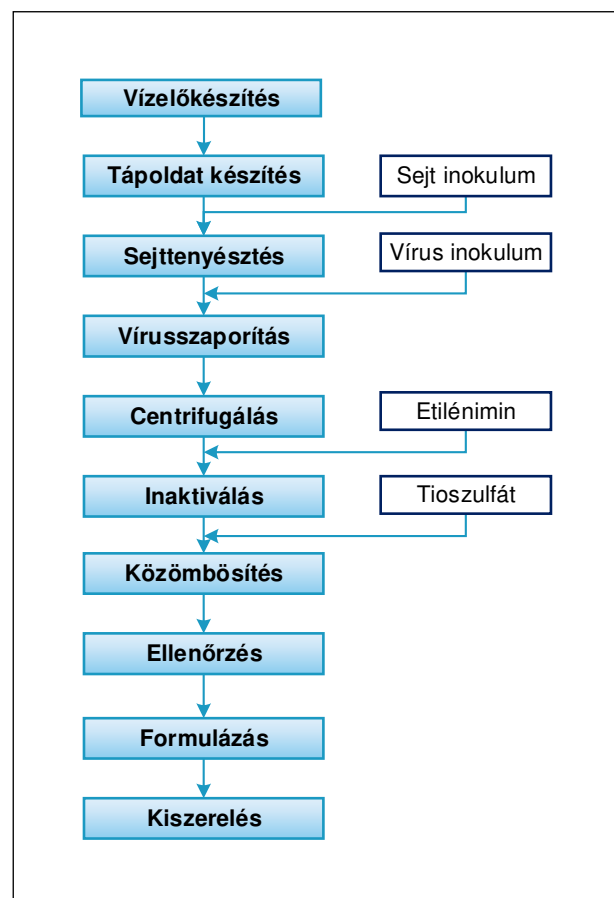 Vízelőkészítés
Tápoldat készítés
Sejt inokulum
Sejttenyésztés
Vírus inokulum
Vírusszaporítás
Centrifugálás
Etilénimin
Inaktiválás
Tioszulfát
Közömbösítés
Ellenőrzés
Formulázás
Kiszerelés